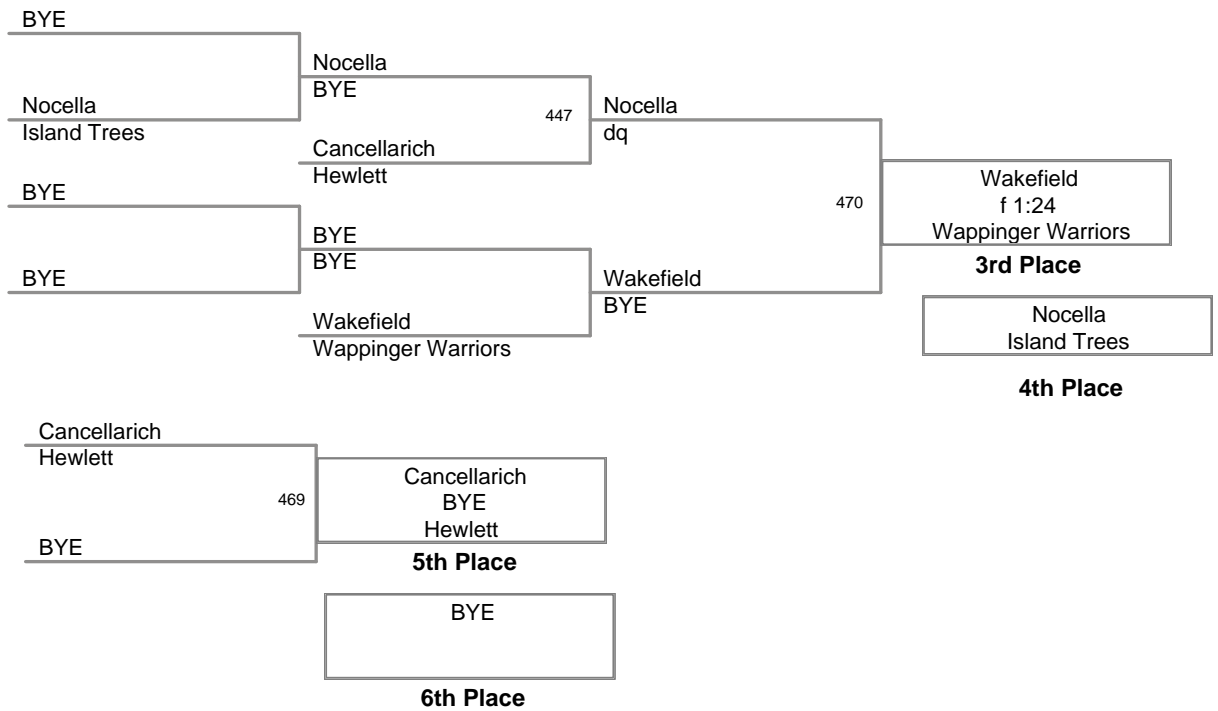 BYE
Nocella
BYE
Nocella
Island Trees
447
Nocella
dq
Cancellarich
Hewlett
BYE
BYE
BYE
BYE
Wakefield
Wappinger Warriors
Wakefield
BYE
470
Wakefield
f 1:24
Wappinger Warriors
3rd Place
Nocella
Island Trees
4th Place
Cancellarich
Hewlett
469
BYE
Cancellarich
BYE
Hewlett
5th Place
BYE
6th Place